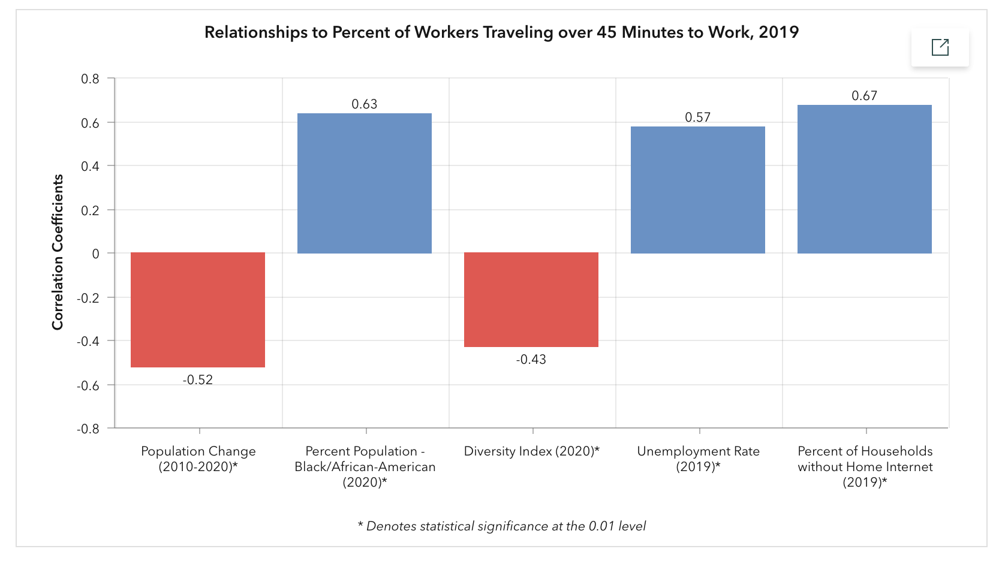 Relationships to Percent of Workers Traveling over 45 Minutes to Work, 2019
0.8
0.6
0.4
0.2
0
-0.2
-0.4
-0.6
-0.8
Correlation Coefficients
-0.52
0.63
-0.43
0.57
0.67
Population Change
(2010-2020)*
Percent Population -
Black/African-American
(2020)*
Diversity Index (2020)*
Unemployment Rate
(2019)*
Percent of Households
without Home Internet
(2019)*
* Denotes statistical significance at the 0.01 level